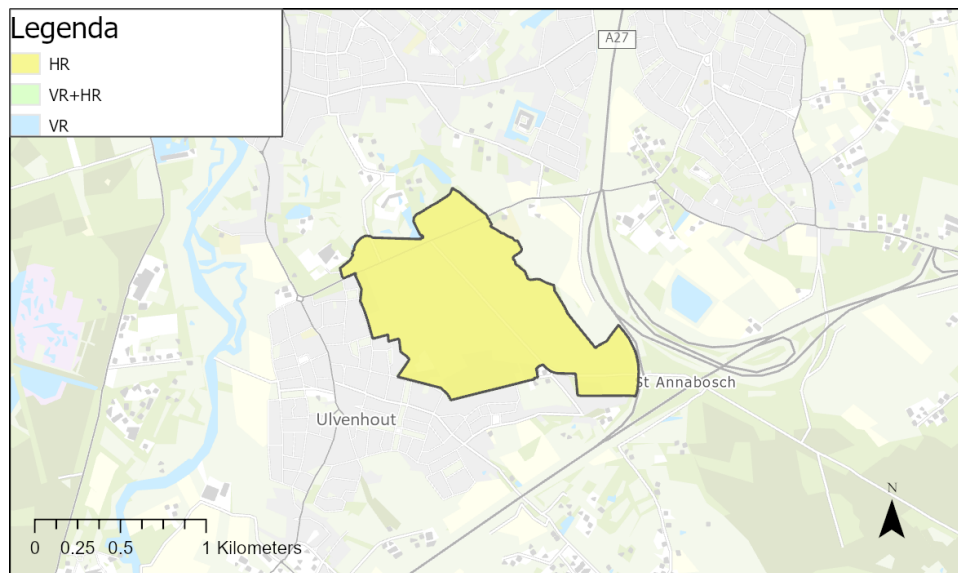 Legenda
HR
VR+HR
VR
A27
St Annabosch
Ulvenhout
N
0 0.25 0.5 1 Kilometers